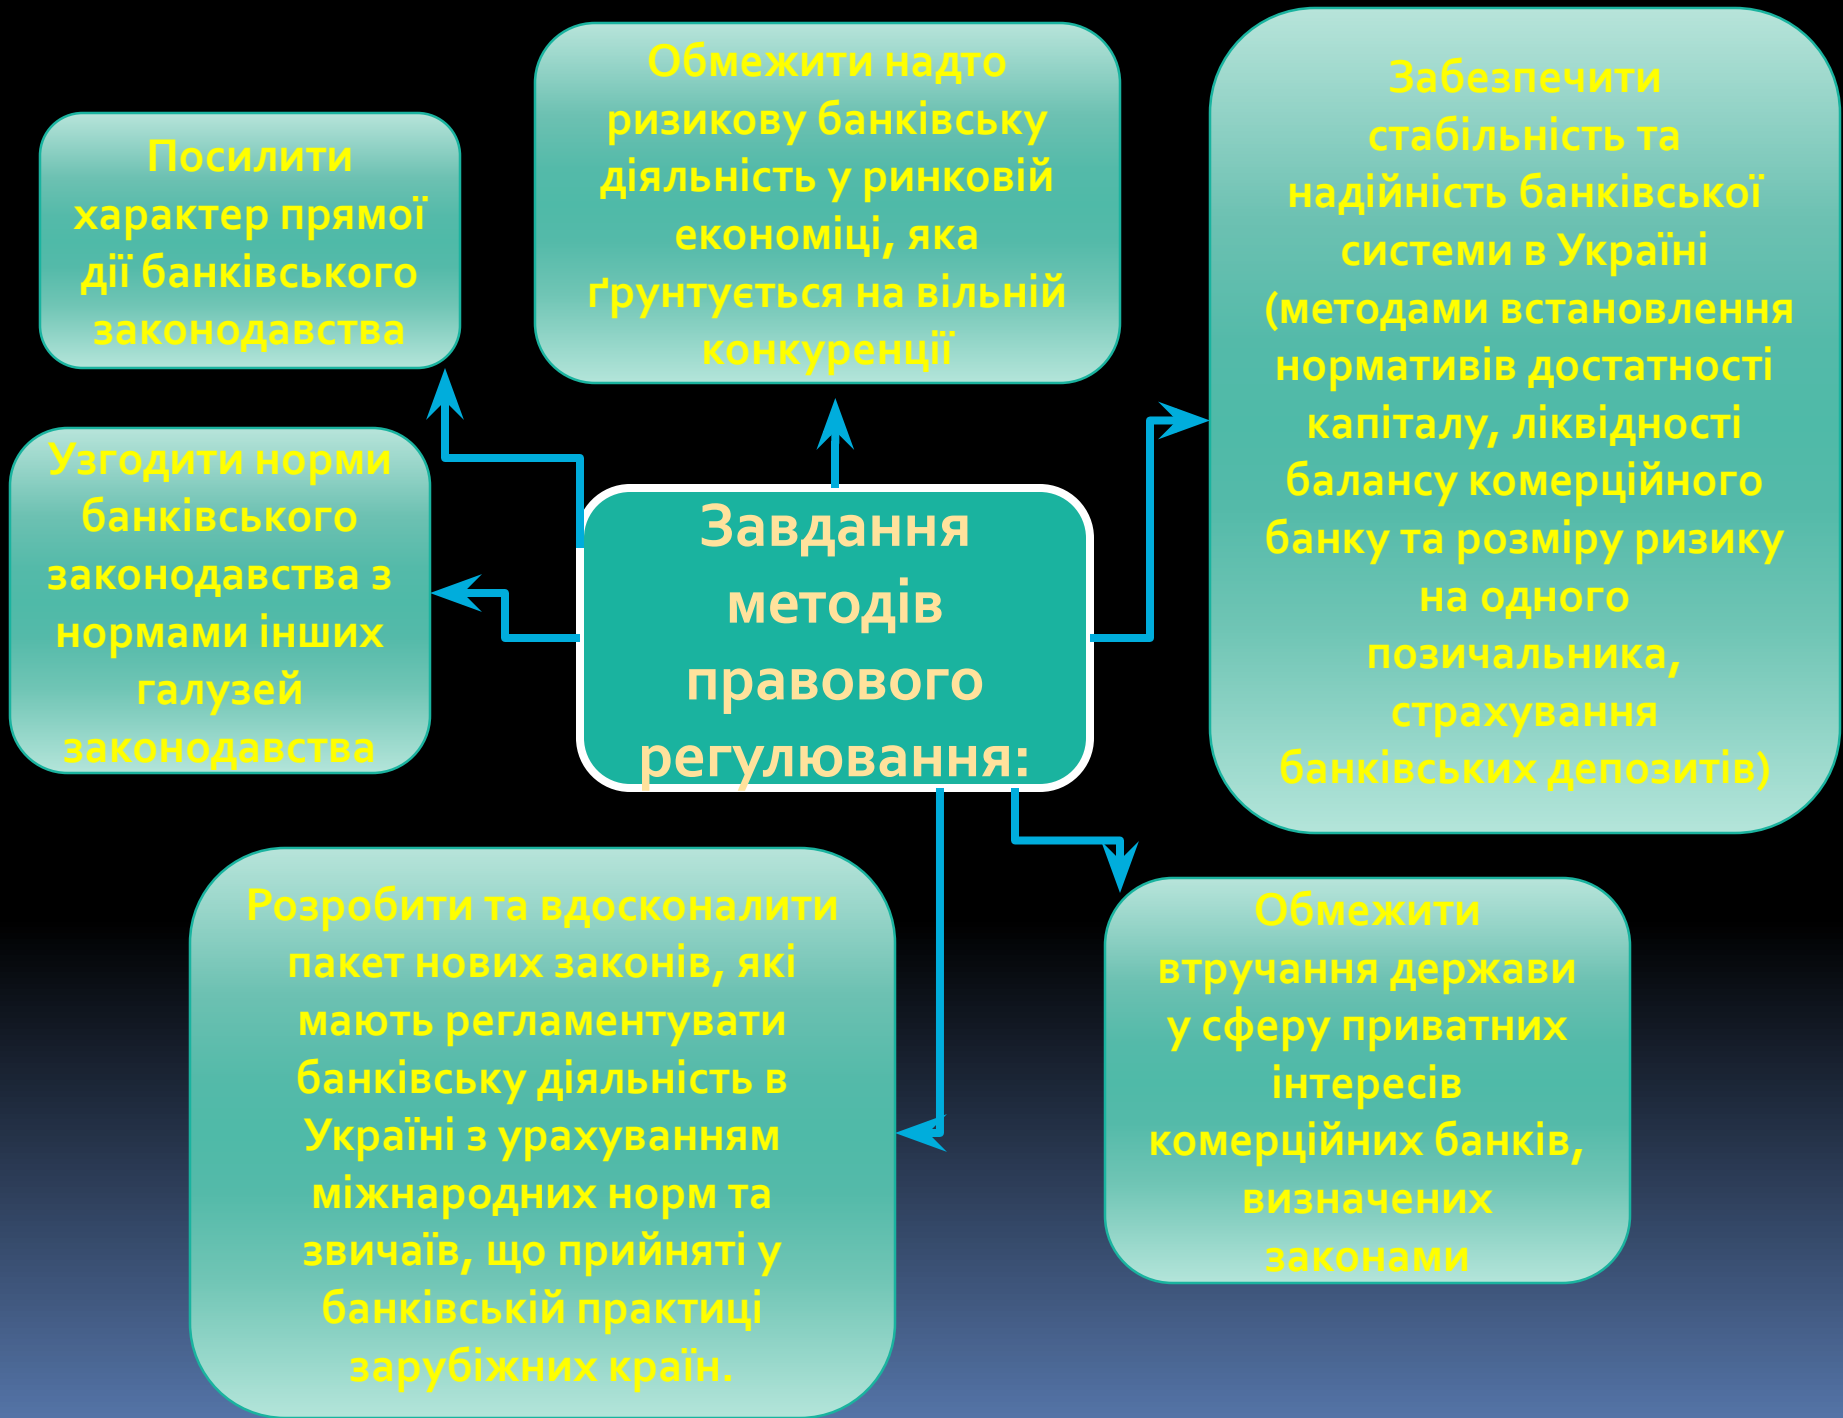 Посилити
характер прямої
дії банківського
законодавства
Обмежити надто
ризикову банківську
діяльність у ринковій
економіці, яка
ґрунтується на вільній
конкуренції
Забезпечити
стабільність та
надійність банківської
системи в Україні
(методами встановлення
нормативів достатності
капіталу, ліквідності
балансу комерційного
банку та розміру ризику
на одного
позичальника,
страхування
банківських депозитів)
Узгодити норми
банківського
законодавства з
нормами інших
галузей
законодавства
Завдання
методів
правового
регулювання:
Розробити та вдосконалити
пакет нових законів, які
мають регламентувати
банківську діяльність в
Україні з урахуванням
міжнародних норм та
звичаїв, що прийняті у
банківській практиці
зарубіжних країн.
Обмежити
втручання держави
у сферу приватних
інтересів
комерційних банків,
визначених
законами